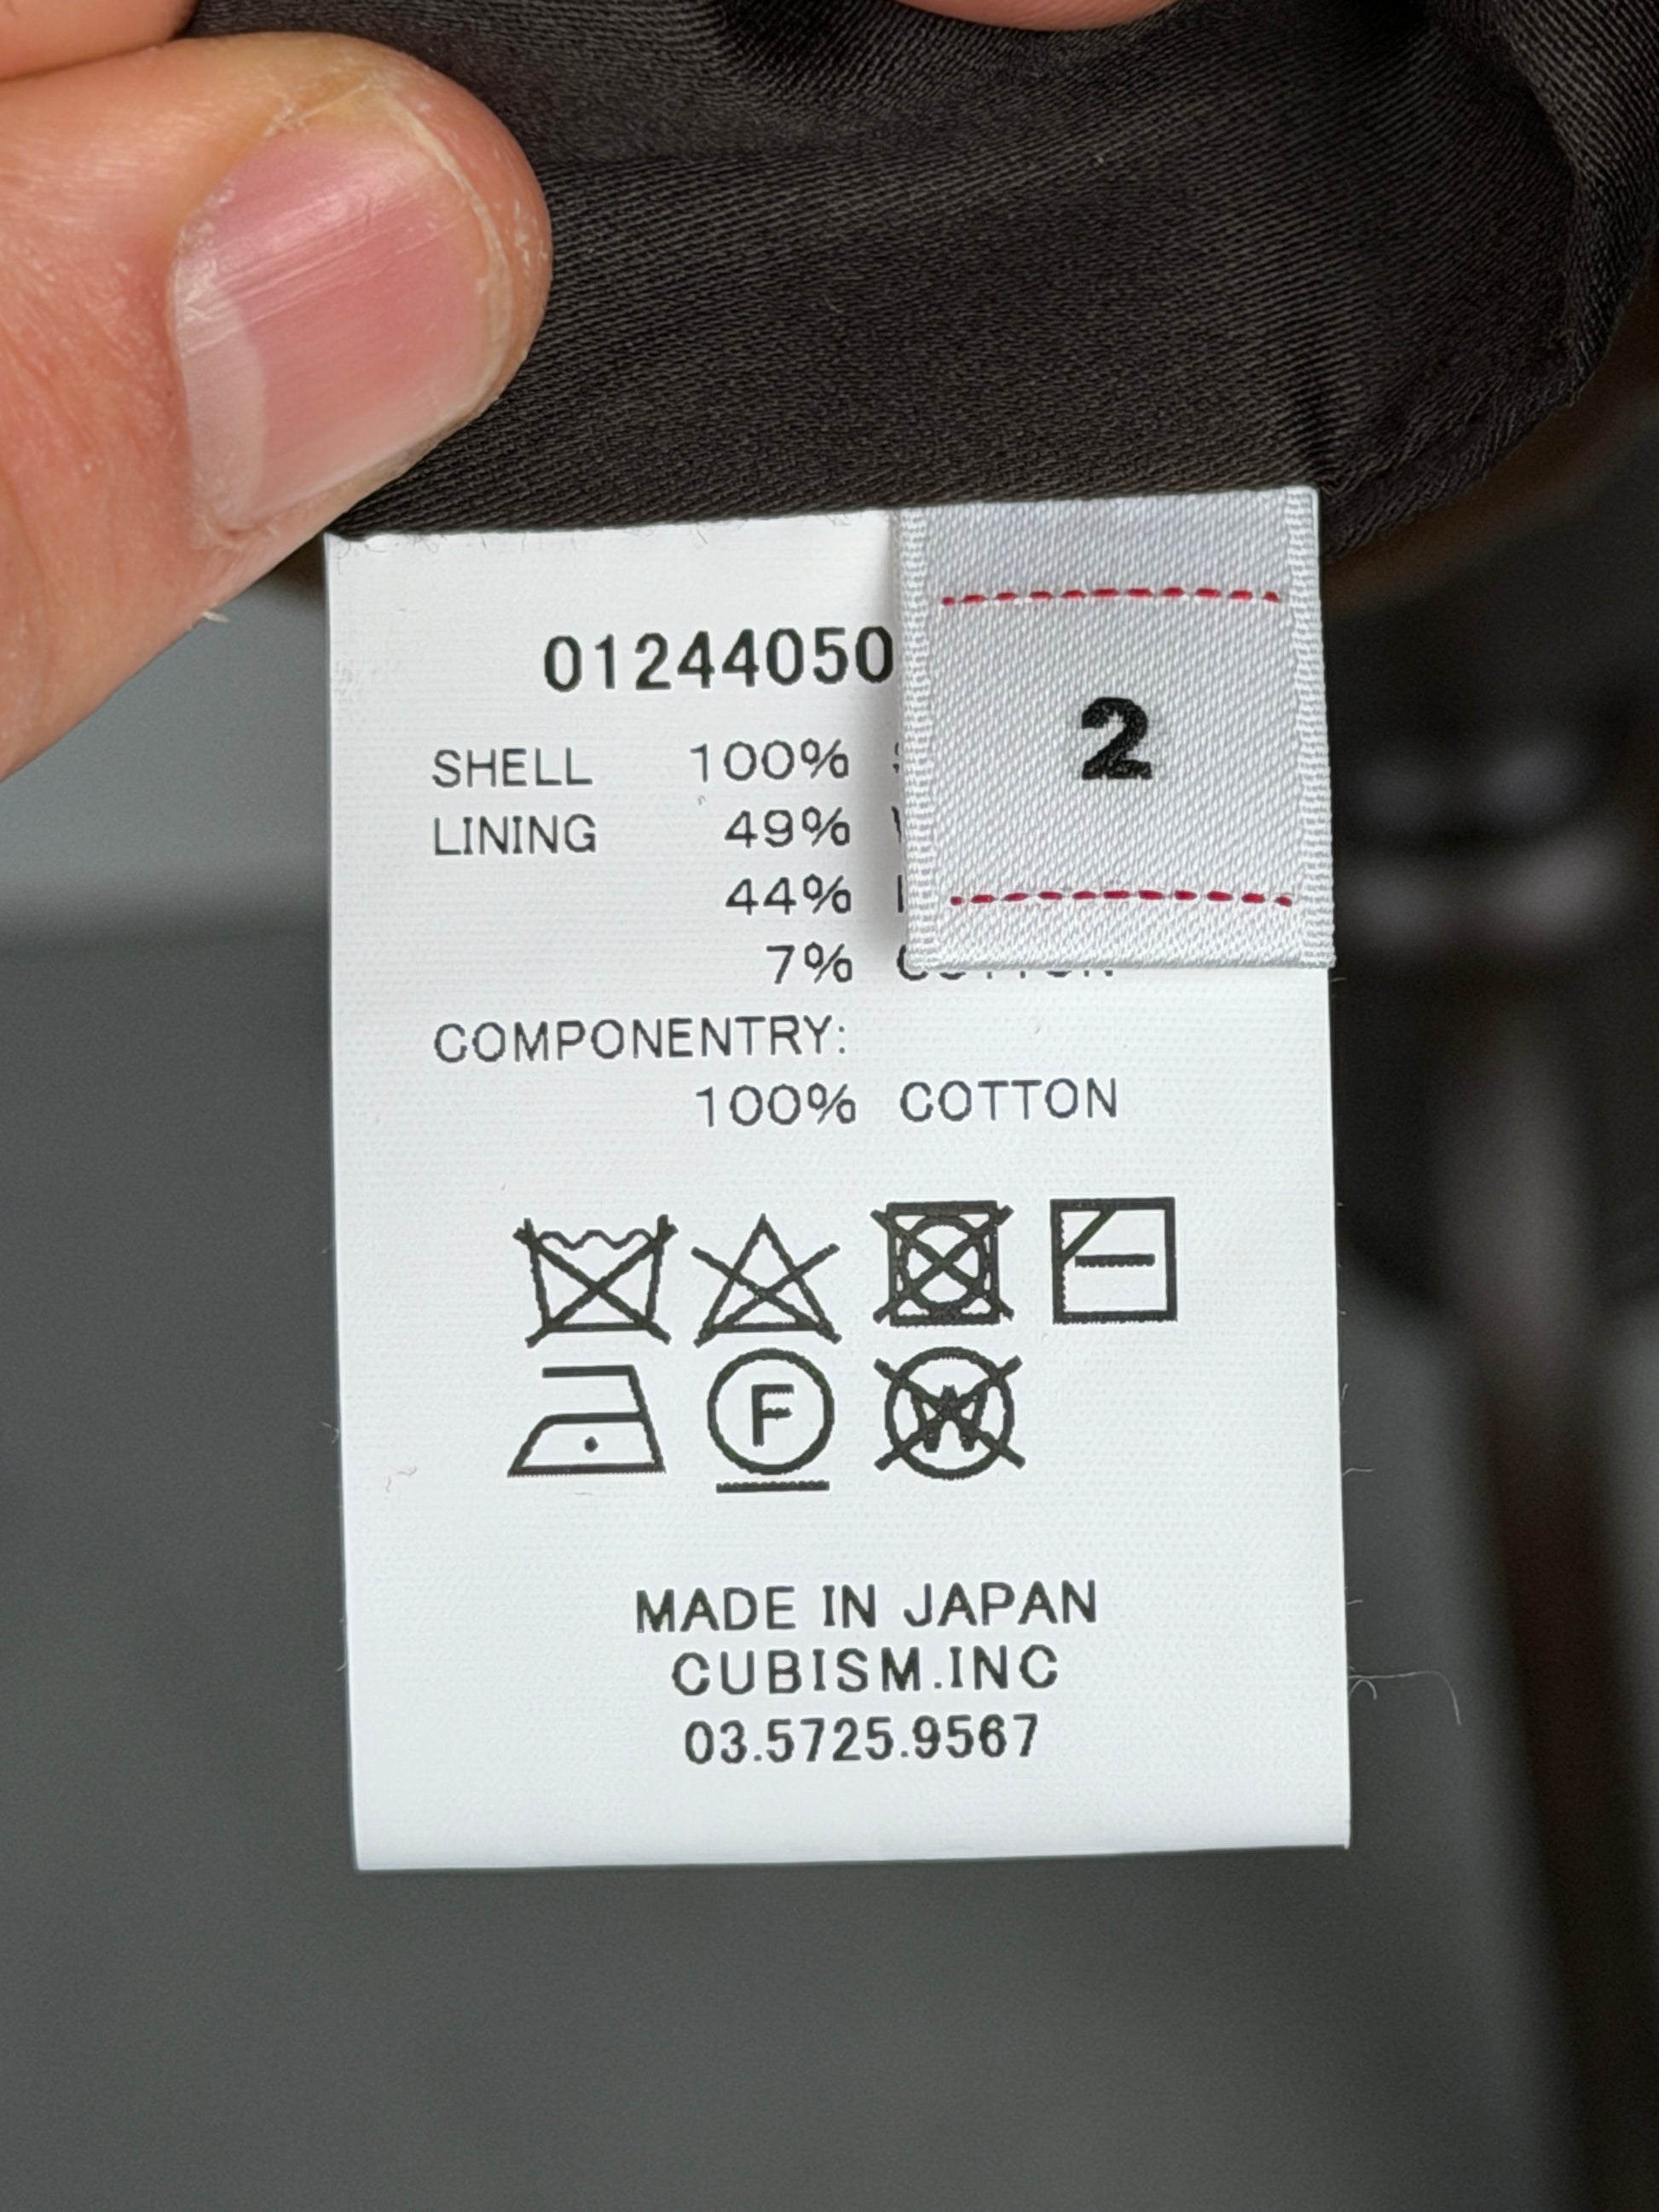 01244050
2
SHELL 100%
LINING 49%
44%
7% COTTON
COMPONENTRY:
100% COTTON
F
W
MADE IN JAPAN
CUBISM.INC
03.5725.9567